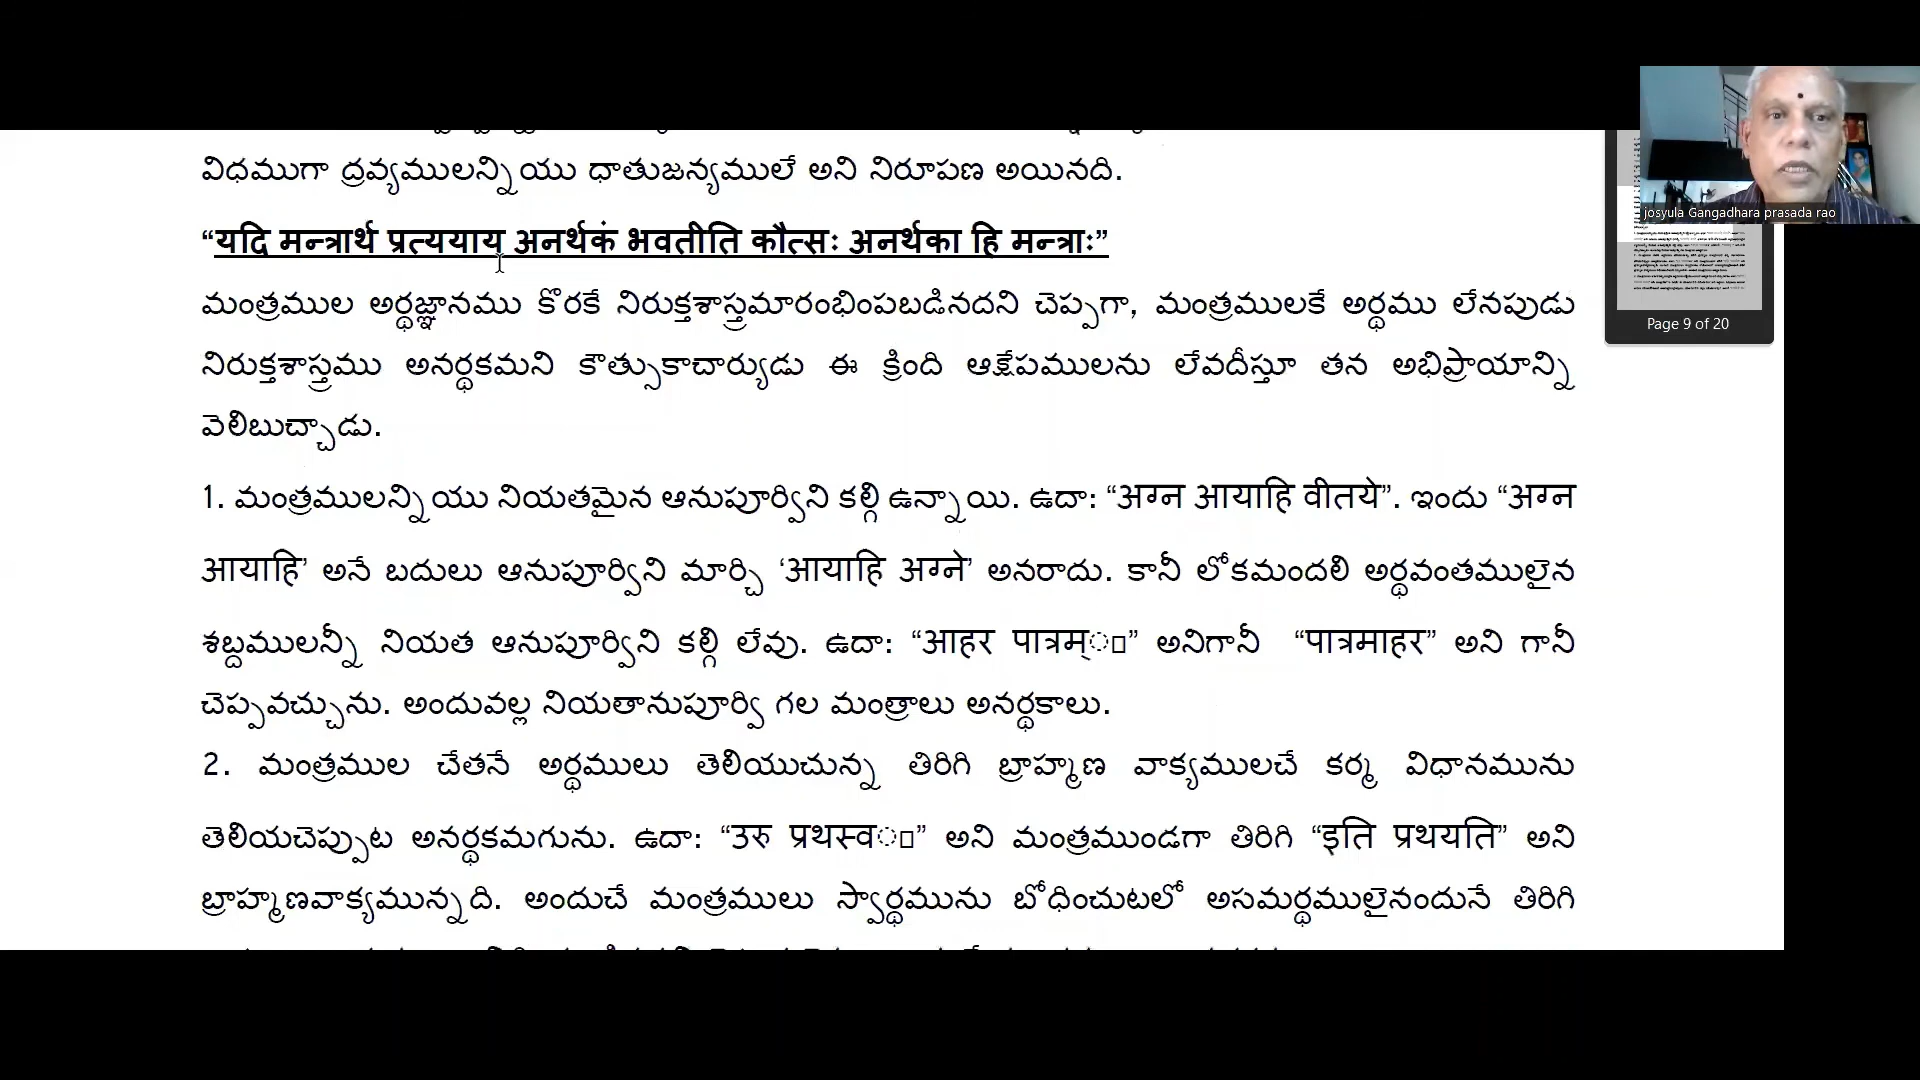 విధముగా ద్రవ్యములన్నియు ధాతుజన్యములే అని నిరూపణ అయినది.
“यदि मन्त्रार्थ प्रत्ययाय अनर्थकं भवतीति कौत्सः अनर्थका हि मन्त्राः”
మంత్రముల అర్థజ్ఞానము కొరకే నిరుక్తశాస్త్రమారంభింపబడినదని చెప్పగా, మంత్రములకే అర్థము లేనపుడు
నిరుక్తశాస్త్రము అనర్థకమని కౌత్సుకాచార్యుడు ఈ క్రింది ఆక్షేపములను లేవదీస్తూ తన అభిప్రాయాన్ని
వెలిబుచ్చాడు.
1. మంత్రములన్నియు నియతమైన ఆనుపూర్విని కల్గి ఉన్నాయి. ఉదా: “अग्न आयाहि वीतये”. ఇందు “अग्न
आयाहि’ అనే బదులు ఆనుపూర్విని మార్చి ‘आयाहि अग्ने’ అనరాదు. కానీ లోకమందలి అర్థవంతములైన
శబ్దములన్నీ నియత ఆనుపూర్విని కల్గి లేవు. ఉదా: “आहर पात्रम्” అనిగానీ “पात्रमाहर” అని గానీ
చెప్పవచ్చును. అందువల్ల నియతానుపూర్వి గల మంత్రాలు అనర్థకాలు.
2. మంత్రముల చేతనే అర్థములు తెలియుచున్న తిరిగి బ్రాహ్మణ వాక్యములచే కర్మ విధానమును
తెలియచెప్పుట అనర్థకమగును. ఉదా: “उरु प्रथस्व” అని మంత్రముండగా తిరిగి “इति प्रथयति” అని
బ్రాహ్మణవాక్యమున్నది. అందుచే మంత్రములు స్వార్థమును బోధించుటలో అసమర్థములైనందునే తిరిగి
josyula Gangadhara prasada rao
Page 9 of 20